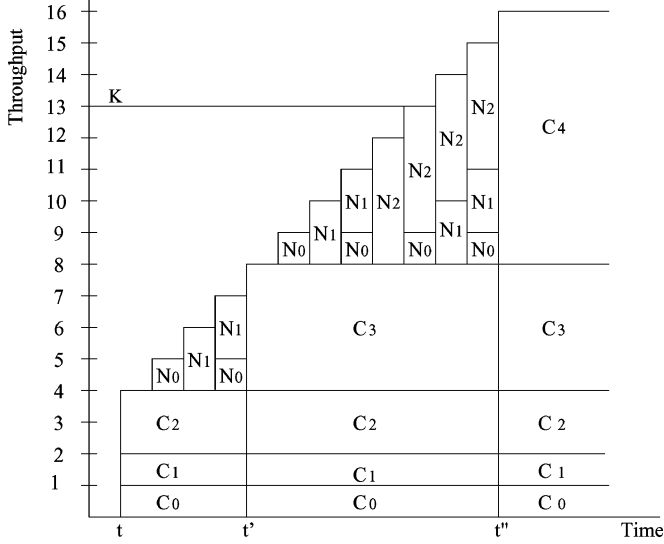 16
15
14
13
12
11
10
9
8
7
6
5
4
3
2
1
Throughput
K
N2
N2 C4
N2
N2
N1 N1
N1 N1
N0 N0 N0 N0
N1 C3 C3
N1
N0 N0
C2 C2 C2
C1 C1 C1
C0 C0 C0
t t' t" Time